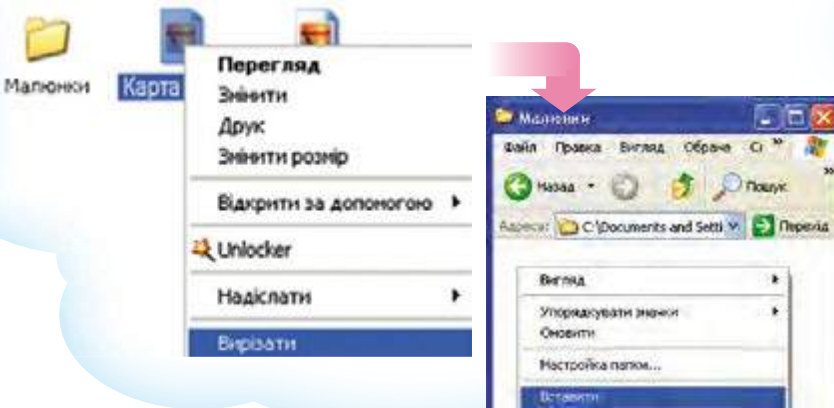 Малюнки
Карта
Перегляд
Змінити
Друк
Змінити розмір
Відкрити за допомогою
Unlocker
Надіслати
Вирізати
Малюнки
Файл Правка Вигляд Обране Сі »
Назад Пошук »
Адреса: C:\Documents and Setti Перехід
Вигляд
Упорядкувати значки
Оновити
Настройка папки...
Вставити